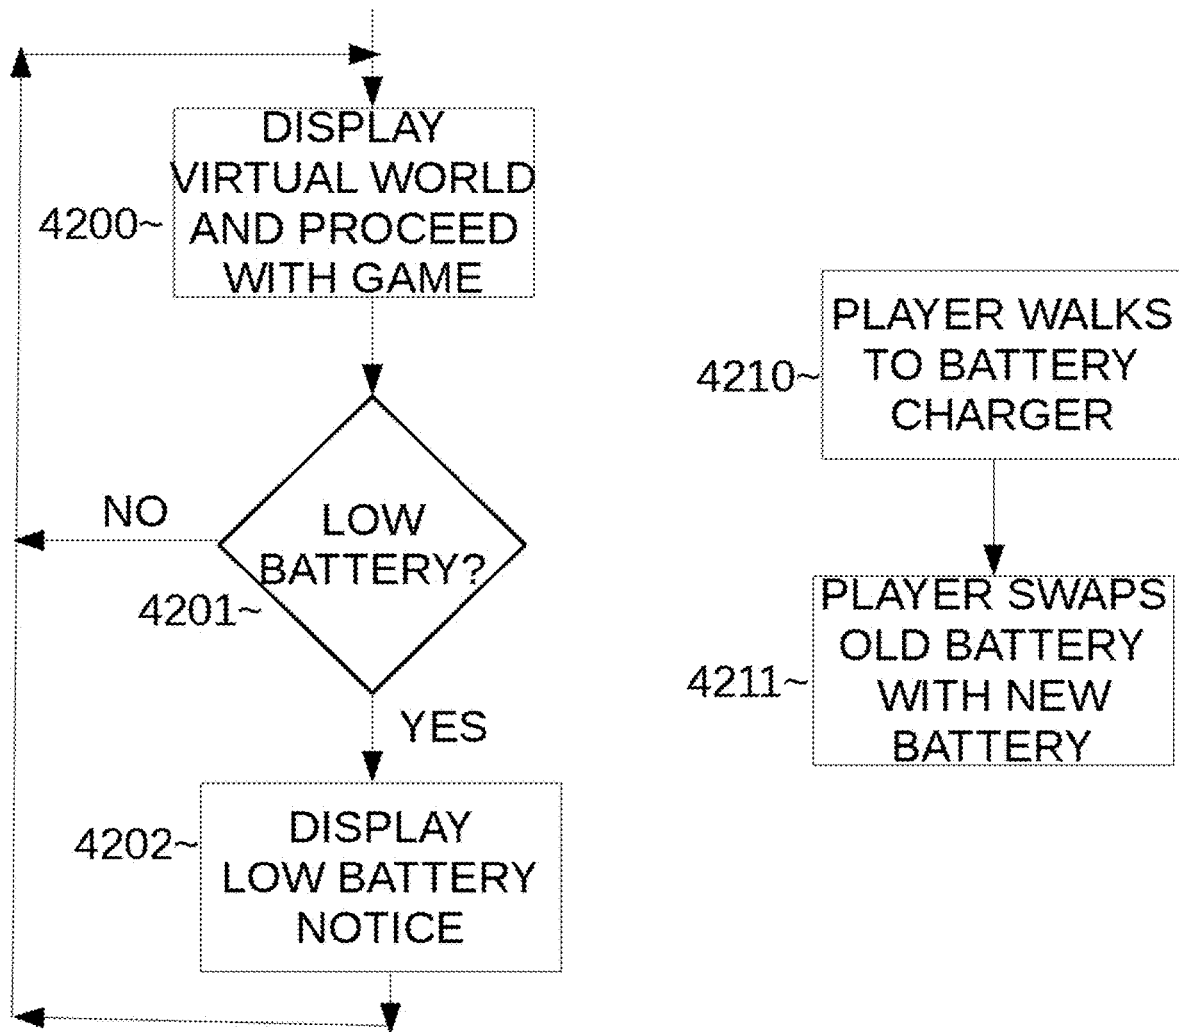 DISPLAY
VIRTUAL WORLD
AND PROCEED
WITH GAME
4200~
LOW
BATTERY?
4201~
NO
YES
DISPLAY
LOW BATTERY
NOTICE
4202~
PLAYER WALKS
TO BATTERY
CHARGER
4210~
PLAYER SWAPS
OLD BATTERY
WITH NEW
BATTERY
4211~